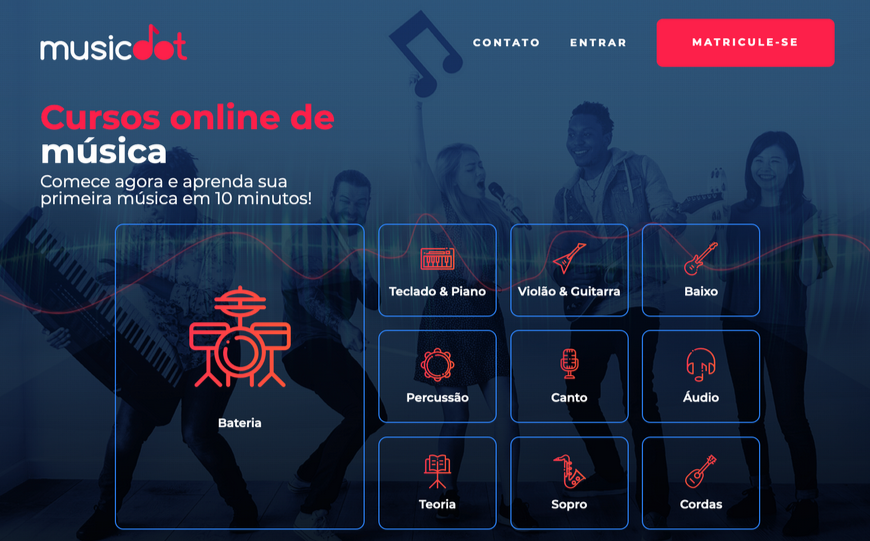 musicdot
CONTATO
ENTRAR
MATRICULE-SE
Cursos online de
música
Comece agora e aprenda sua
primeira música em 10 minutos!
Bateria
Teclado & Piano
Violão & Guitarra
Baixo
Percussão
Canto
Áudio
Teoria
Sopro
Cordas